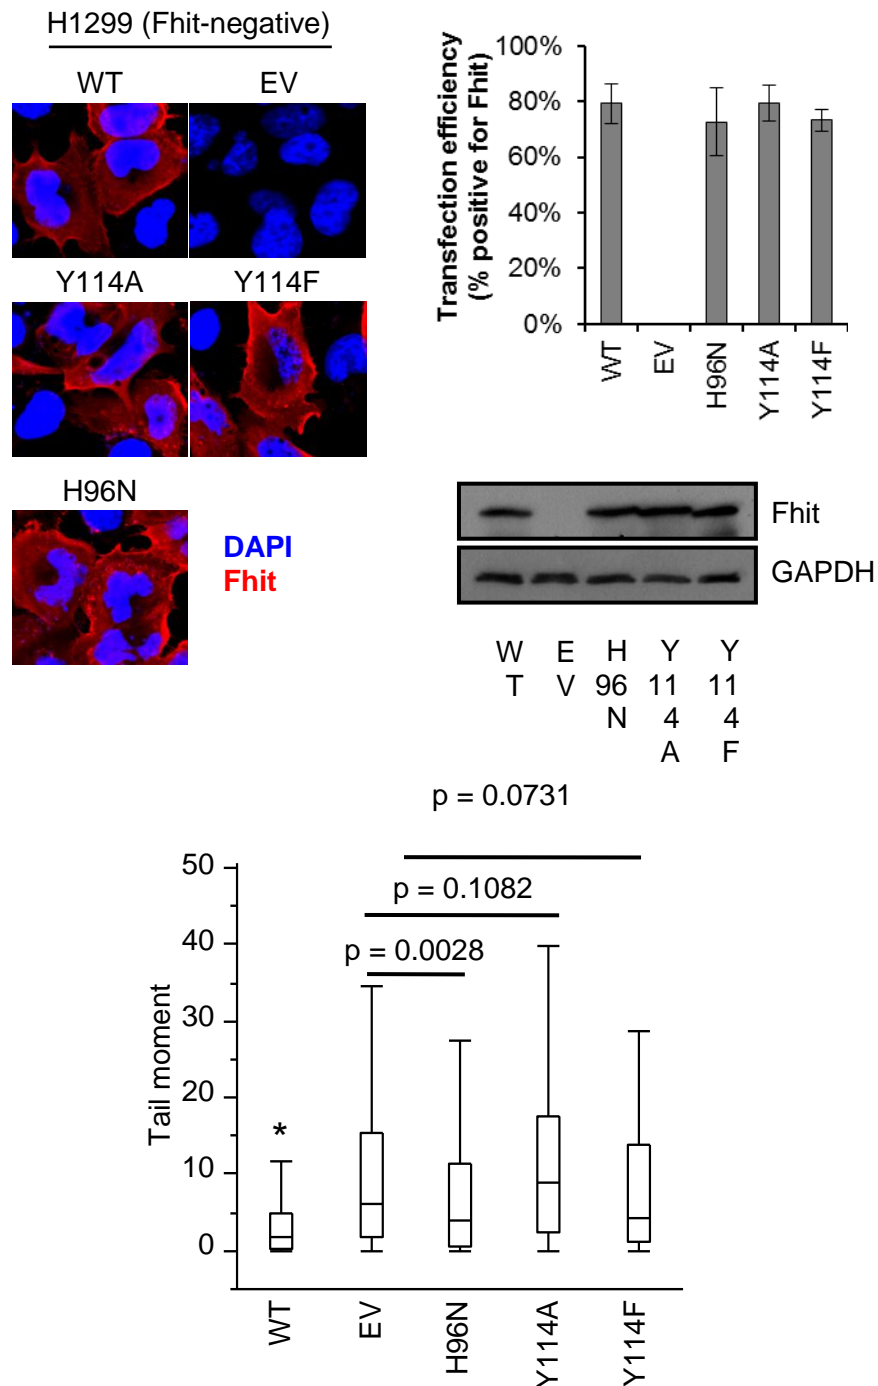 H1299 (Fhit-negative)
WT
EV
Y114A
Y114F
H96N
DAPI
Fhit
Transfection efficiency
(% positive for Fhit)
100%
80%
60%
40%
20%
0%
WT
EV
H96N
Y114A
Y114F
Fhit
GAPDH
W E H Y Y
T V 96 11 11
N 4 4
A F
p = 0.0731
p = 0.1082
p = 0.0028
Tail moment
50
40
30
20
10
0
*
WT
EV
H96N
Y114A
Y114F